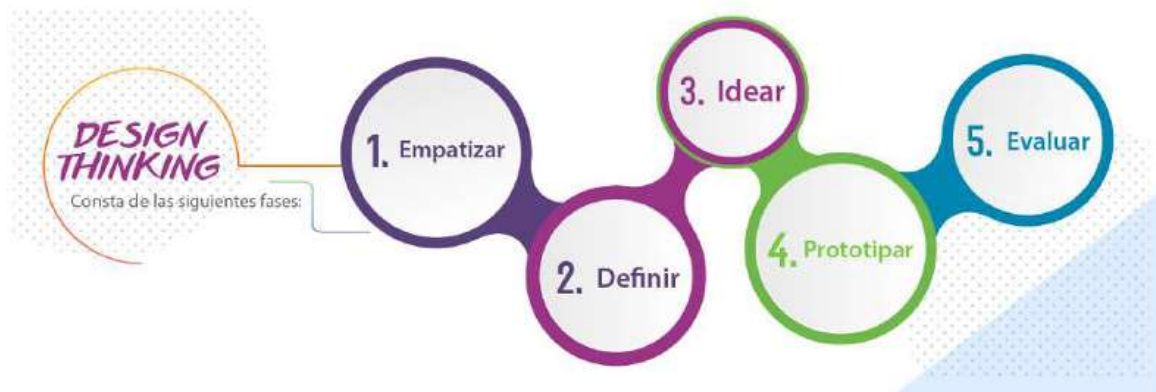 DESIGN
THINKING
Consta de las siguientes fases:
1. Empatizar
2. Definir
3. Idear
4. Prototipar
5. Evaluar